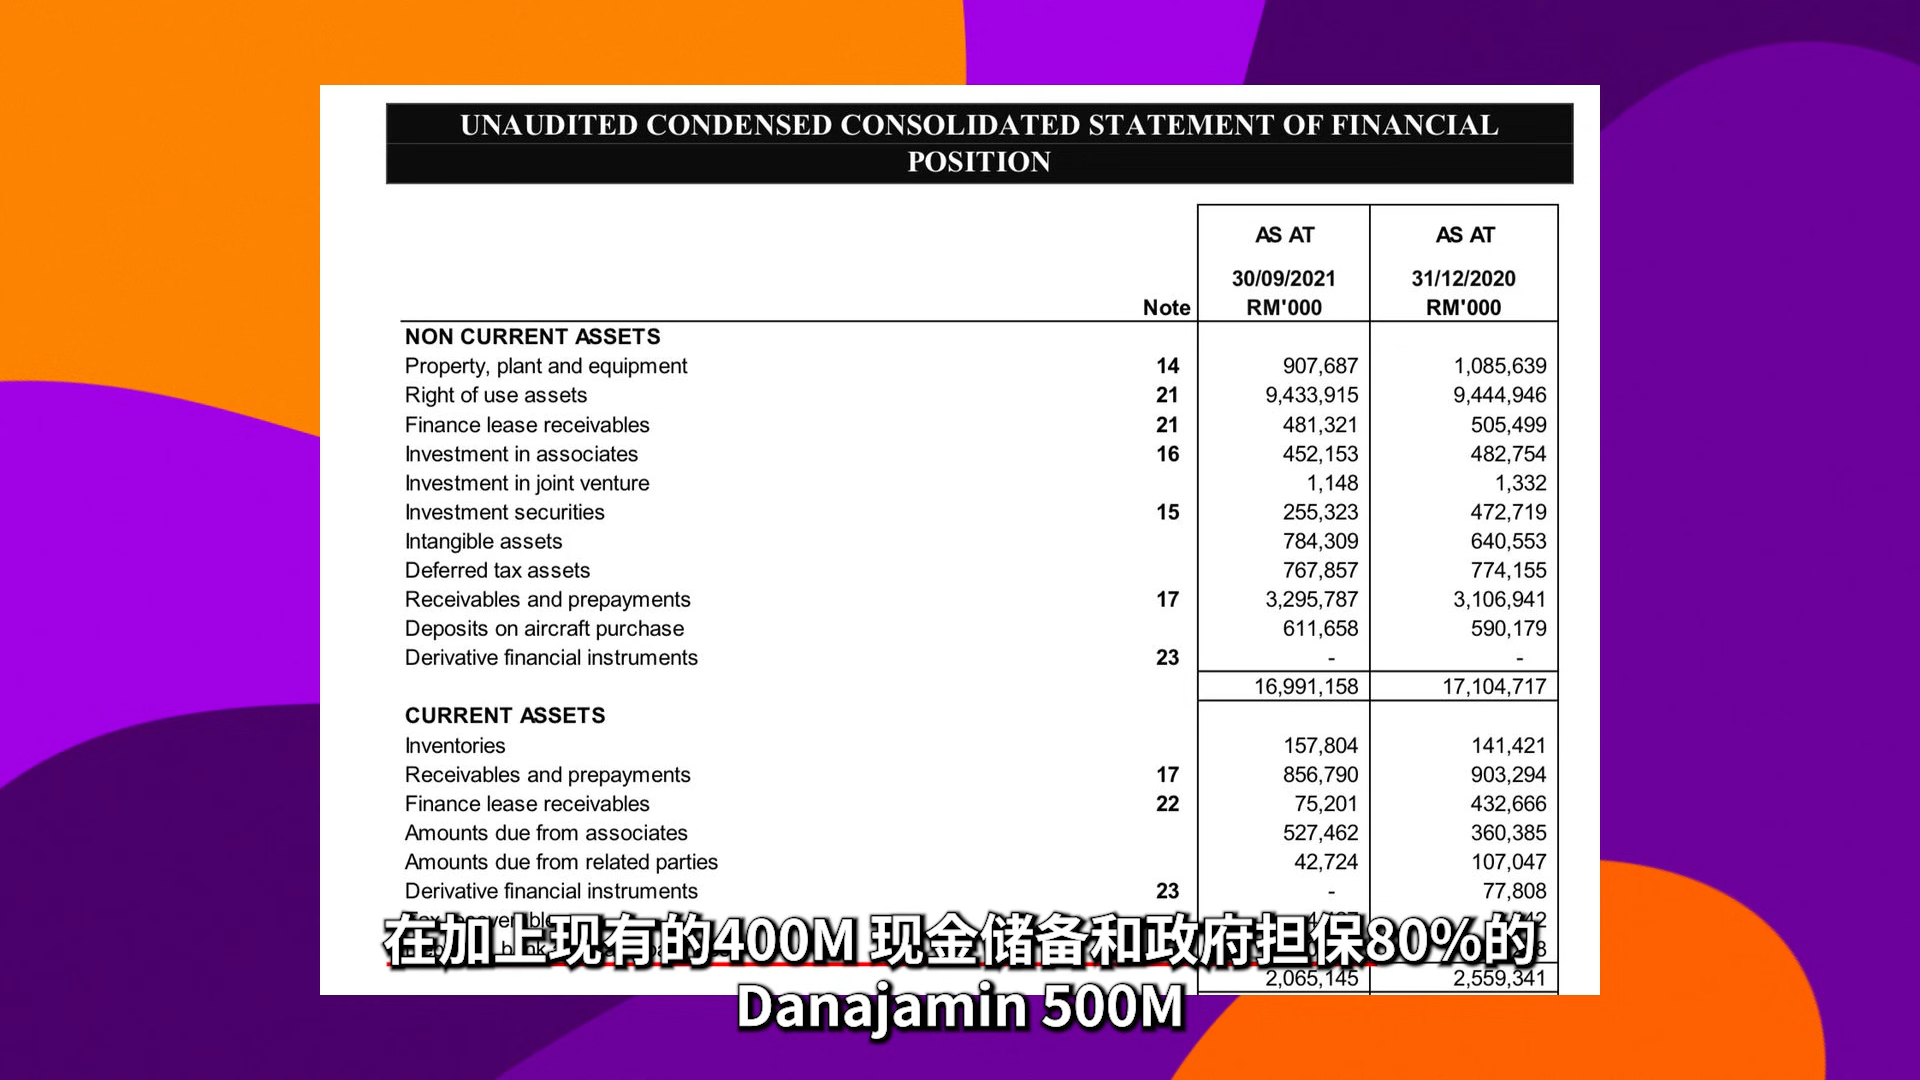 UNAUDITED CONDENSED CONSOLIDATED STATEMENT OF FINANCIAL
POSITION
AS AT AS AT
30/09/2021 31/12/2020
Note RM'000 RM'000
NON CURRENT ASSETS
Property, plant and equipment 14 907,687 1,085,639
Right of use assets 21 9,433,915 9,444,946
Finance lease receivables 21 481,321 505,499
Investment in associates 16 452,153 482,754
Investment in joint venture 1,148 1,332
Investment securities 15 255,323 472,719
Intangible assets 784,309 640,553
Deferred tax assets 767,857 774,155
Receivables and prepayments 17 3,295,787 3,106,941
Deposits on aircraft purchase 611,658 590,179
Derivative financial instruments 23 - -
16,991,158 17,104,717
CURRENT ASSETS
Inventories 157,804 141,421
Receivables and prepayments 17 856,790 903,294
Finance lease receivables 22 75,201 432,666
Amounts due from associates 527,462 360,385
Amounts due from related parties 42,724 107,047
Derivative financial instruments 23 - 77,808
在加上现有的400M 现金储备和政府担保80%的
2,065,145 2,559,341
Danajamin 500M